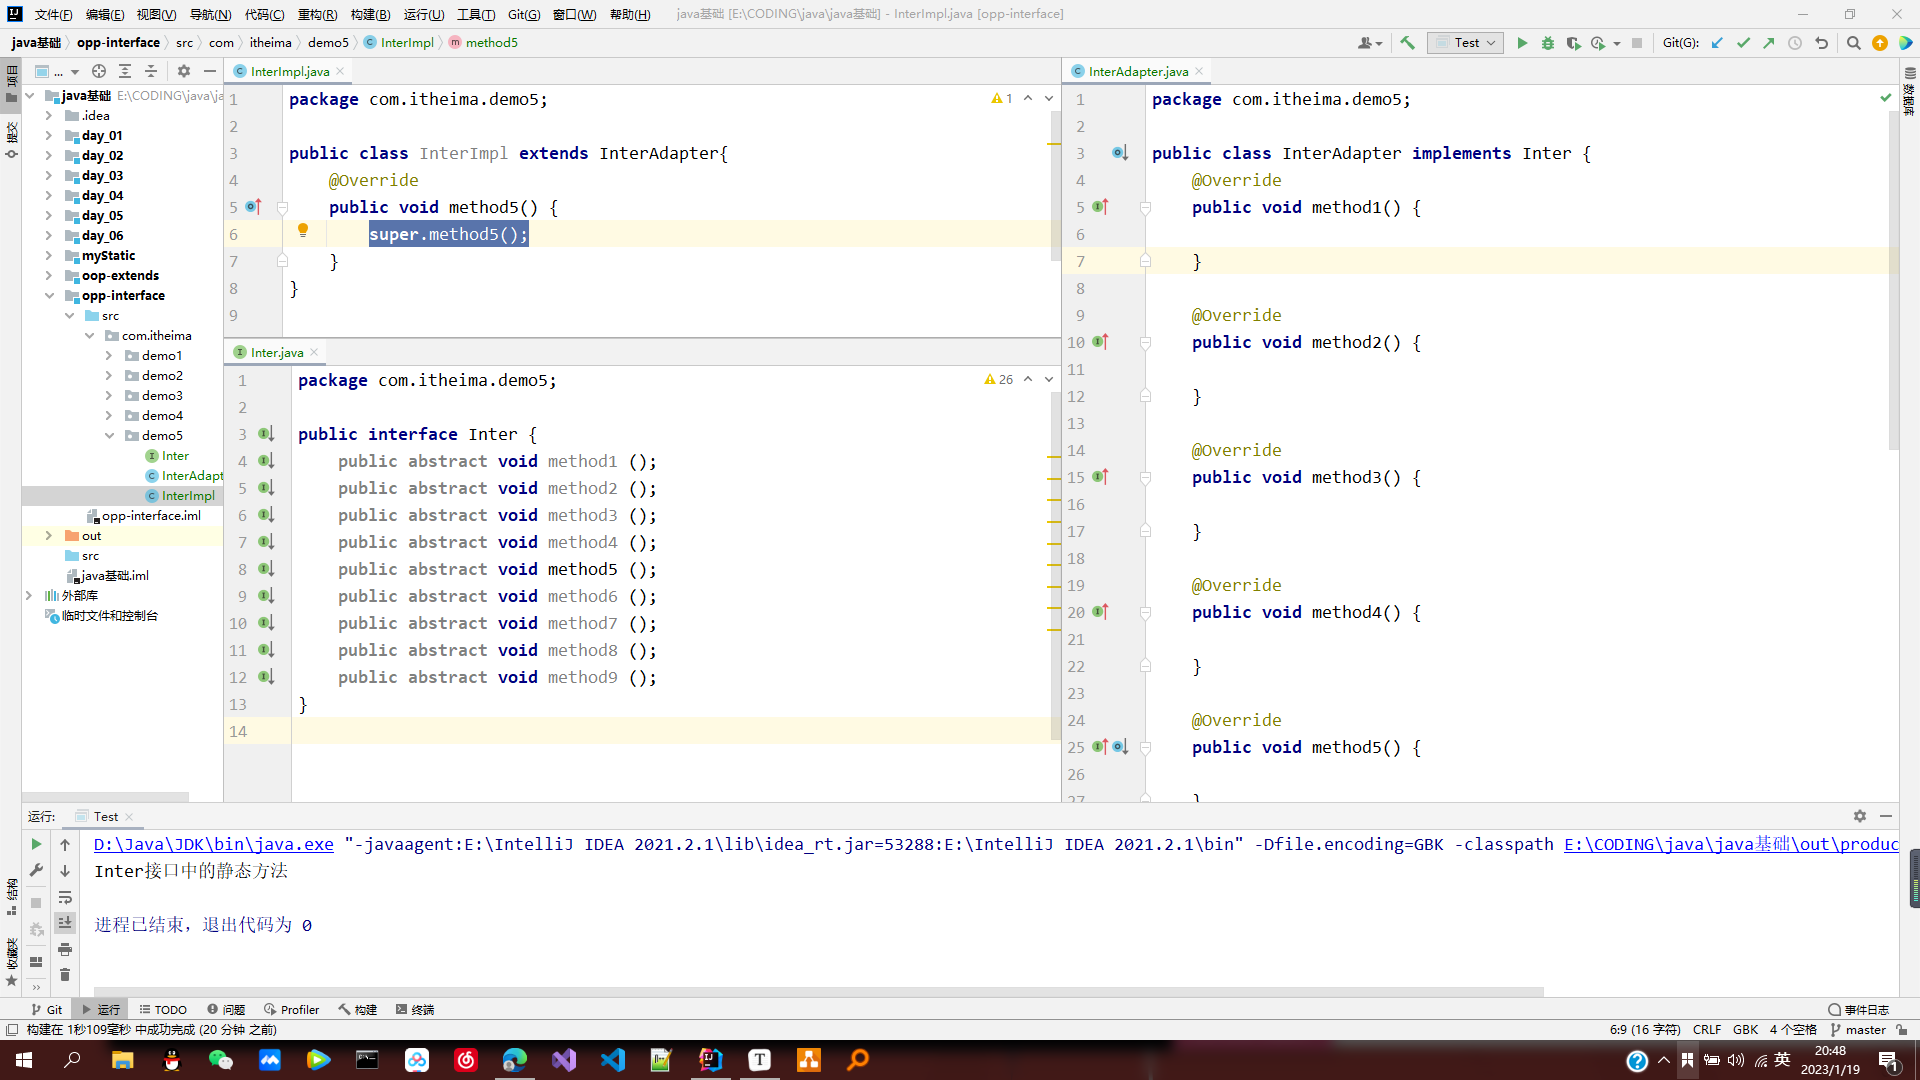 文件(F) 编辑(E) 视图(V) 导航(N) 代码(C) 重构(R) 构建(B) 运行(U) 工具(T) Git(G) 窗口(W) 帮助(H) java基础 [E:\CODING\java\java基础] - InterImpl.java [opp-interface]
java基础 opp-interface src com itheima demo5 InterImpl method5
Test
Git(G):
项目
提交
结构
收藏夹
数据库
...
java基础 E:\CODING\java\ja
.idea
day_01
day_02
day_03
day_04
day_05
day_06
myStatic
oop-extends
opp-interface
src
com.itheima
demo1
demo2
demo3
demo4
demo5
Inter
InterAdapt
InterImpl
opp-interface.iml
out
src
java基础.iml
外部库
临时文件和控制台
InterImpl.java
1
1 package com.itheima.demo5;
2
3 public class InterImpl extends InterAdapter{
4 @Override
5 public void method5() {
6 super.method5();
7 }
8 }
9
Inter.java
26
1 package com.itheima.demo5;
2
3 public interface Inter {
4 public abstract void method1 ();
5 public abstract void method2 ();
6 public abstract void method3 ();
7 public abstract void method4 ();
8 public abstract void method5 ();
9 public abstract void method6 ();
10 public abstract void method7 ();
11 public abstract void method8 ();
12 public abstract void method9 ();
13 }
14
InterAdapter.java
1 package com.itheima.demo5;
2
3 public class InterAdapter implements Inter {
4 @Override
5 public void method1() {
6
7 }
8
9 @Override
10 public void method2() {
11
12 }
13
14 @Override
15 public void method3() {
16
17 }
18
19 @Override
20 public void method4() {
21
22 }
23
24 @Override
25 public void method5() {
26
27 }
运行: Test
D:\Java\JDK\bin\java.exe "-javaagent:E:\IntelliJ IDEA 2021.2.1\lib\idea_rt.jar=53288:E:\IntelliJ IDEA 2021.2.1\bin" -Dfile.encoding=GBK -classpath E:\CODING\java\java基础\out\produc
Inter接口中的静态方法
进程已结束，退出代码为 0
Git 运行 TODO 问题 Profiler 构建 终端 事件日志
构建在 1秒109毫秒 中成功完成 (20 分钟 之前) 6:9 (16 字符) CRLF GBK 4 个空格 master
英 20:48
2023/1/19
1